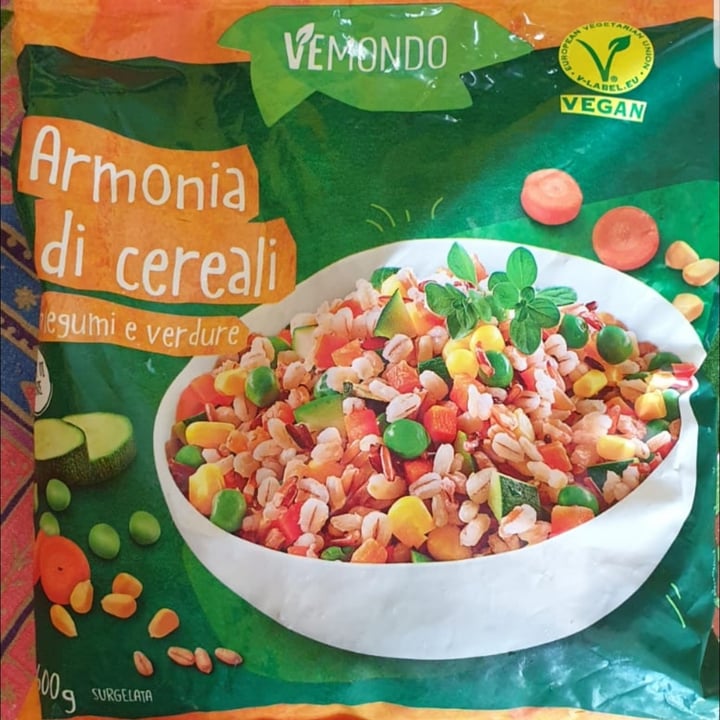 VEMONDO
EUROPEAN VEGETARIAN UNION
V-LABEL.EU
VEGAN
Armonia
di cereali
legumi e verdure
600g
SURGELATA